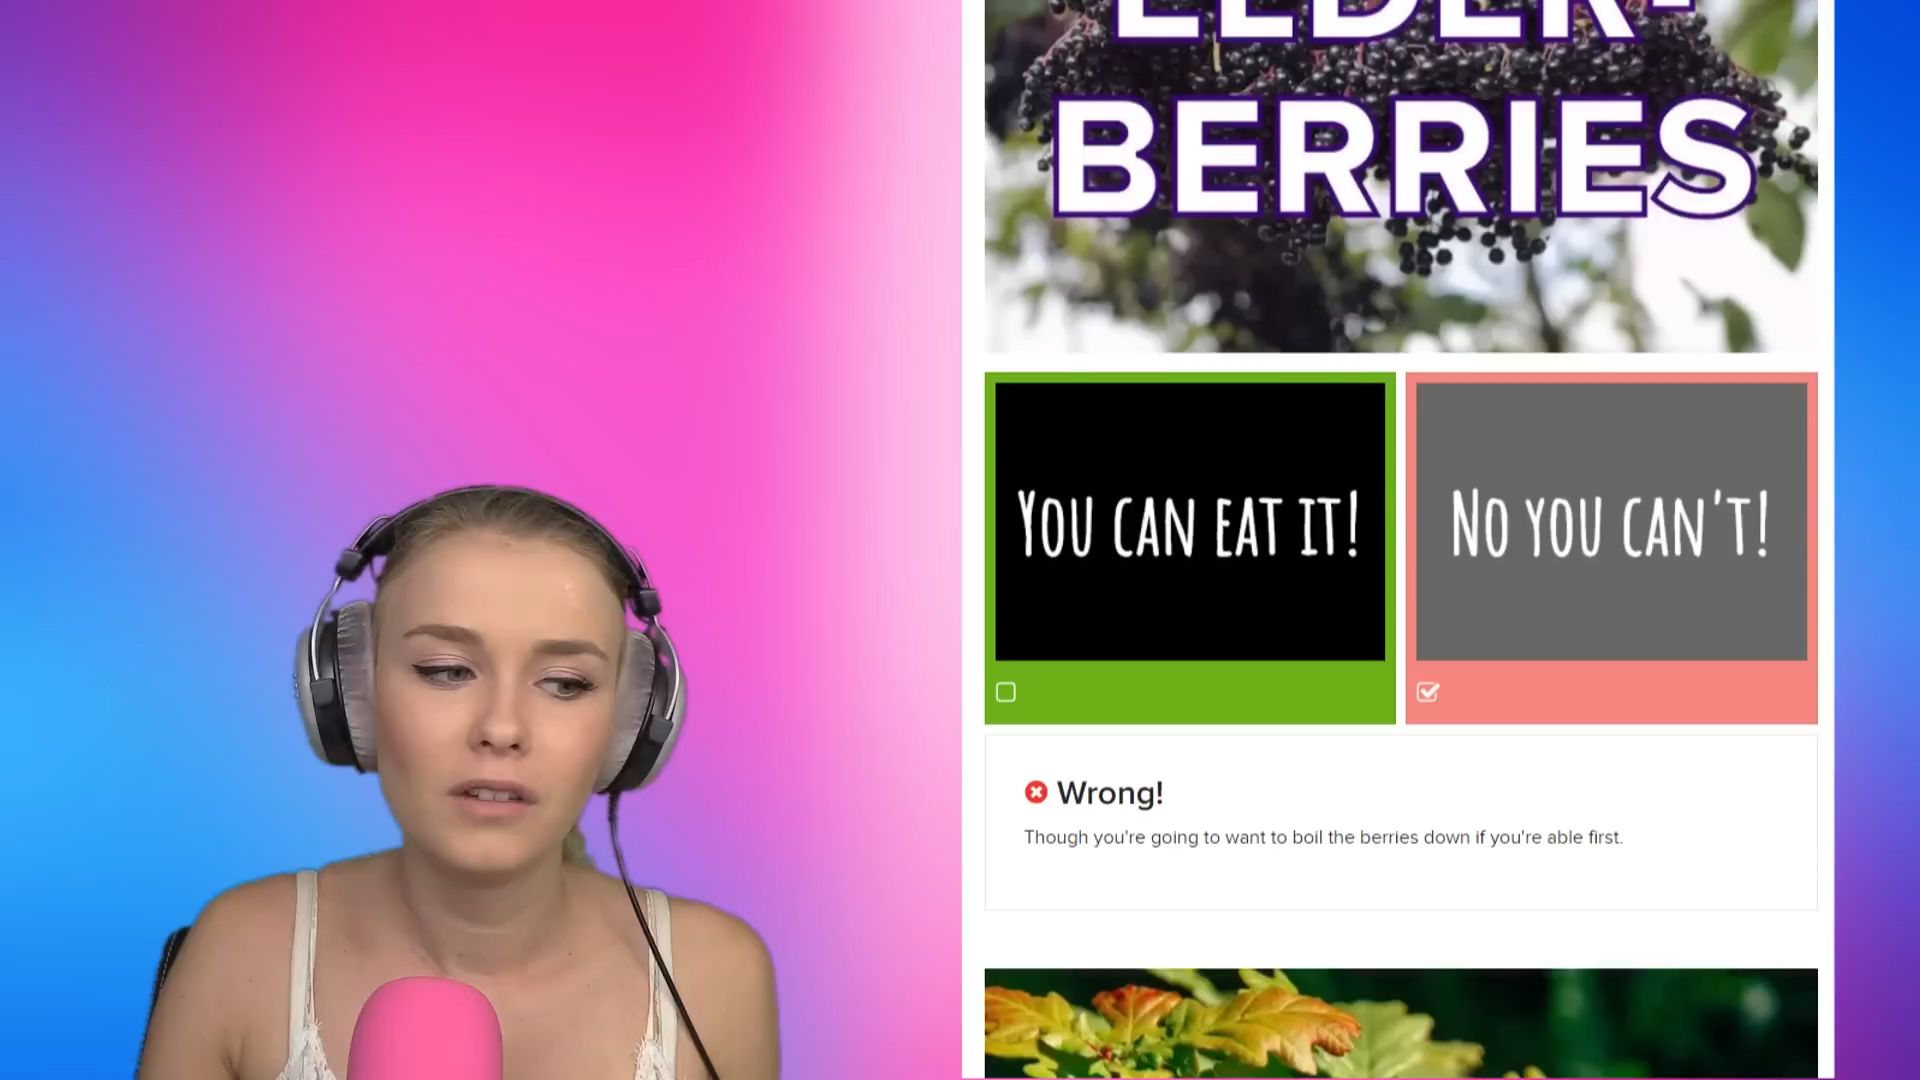 ELDER-
BERRIES
You can eat it!
No you can't!
Wrong!
Though you're going to want to boil the berries down if you're able first.